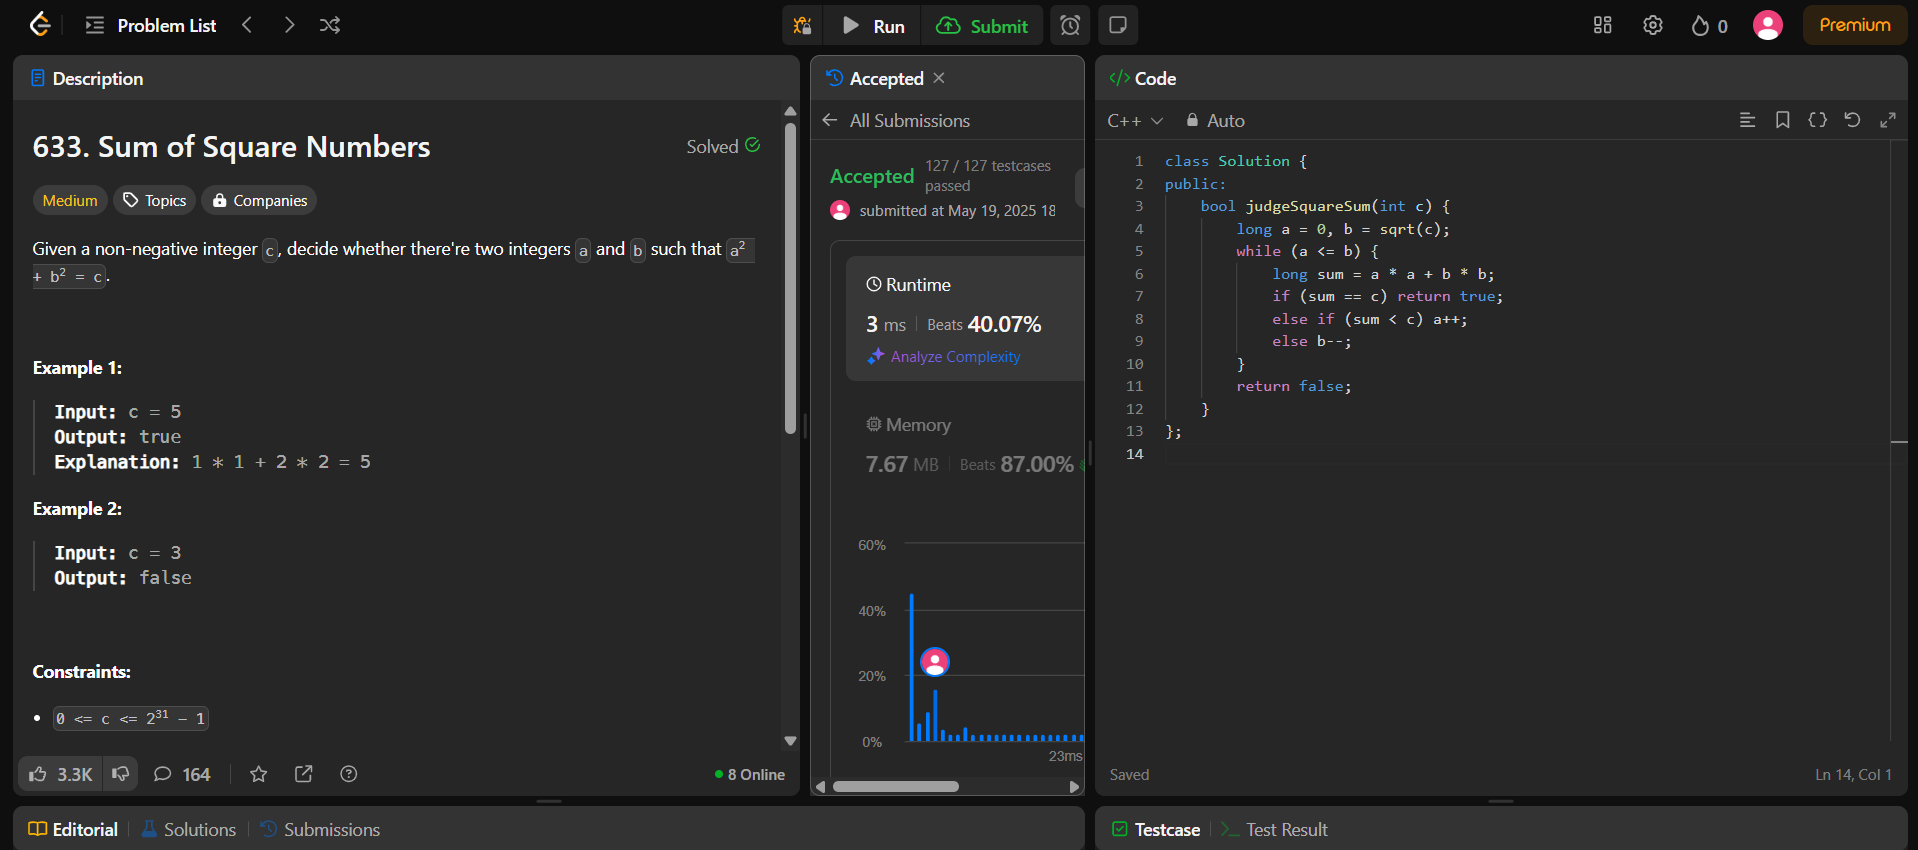 Problem List
Run
Submit
0
Premium
Description
633. Sum of Square Numbers
Solved
Medium
Topics
Companies
Given a non-negative integer c, decide whether there're two integers a and b such that a²
+ b² = c.
Example 1:
Input: c = 5
Output: true
Explanation: 1 * 1 + 2 * 2 = 5
Example 2:
Input: c = 3
Output: false
Constraints:
0 <= c <= 2³¹ - 1
3.3K
164
8 Online
Editorial
Solutions
Submissions
Accepted
All Submissions
Accepted
127 / 127 testcases
passed
submitted at May 19, 2025 18
Runtime
3 ms
Beats 40.07%
Analyze Complexity
Memory
7.67 MB
Beats 87.00%
60%
40%
20%
0%
23ms
</> Code
C++
Auto
1 class Solution {
2 public:
3     bool judgeSquareSum(int c) {
4         long a = 0, b = sqrt(c);
5         while (a <= b) {
6             long sum = a * a + b * b;
7             if (sum == c) return true;
8             else if (sum < c) a++;
9             else b--;
10         }
11         return false;
12     }
13 };
14
Saved
Ln 14, Col 1
Testcase
Test Result